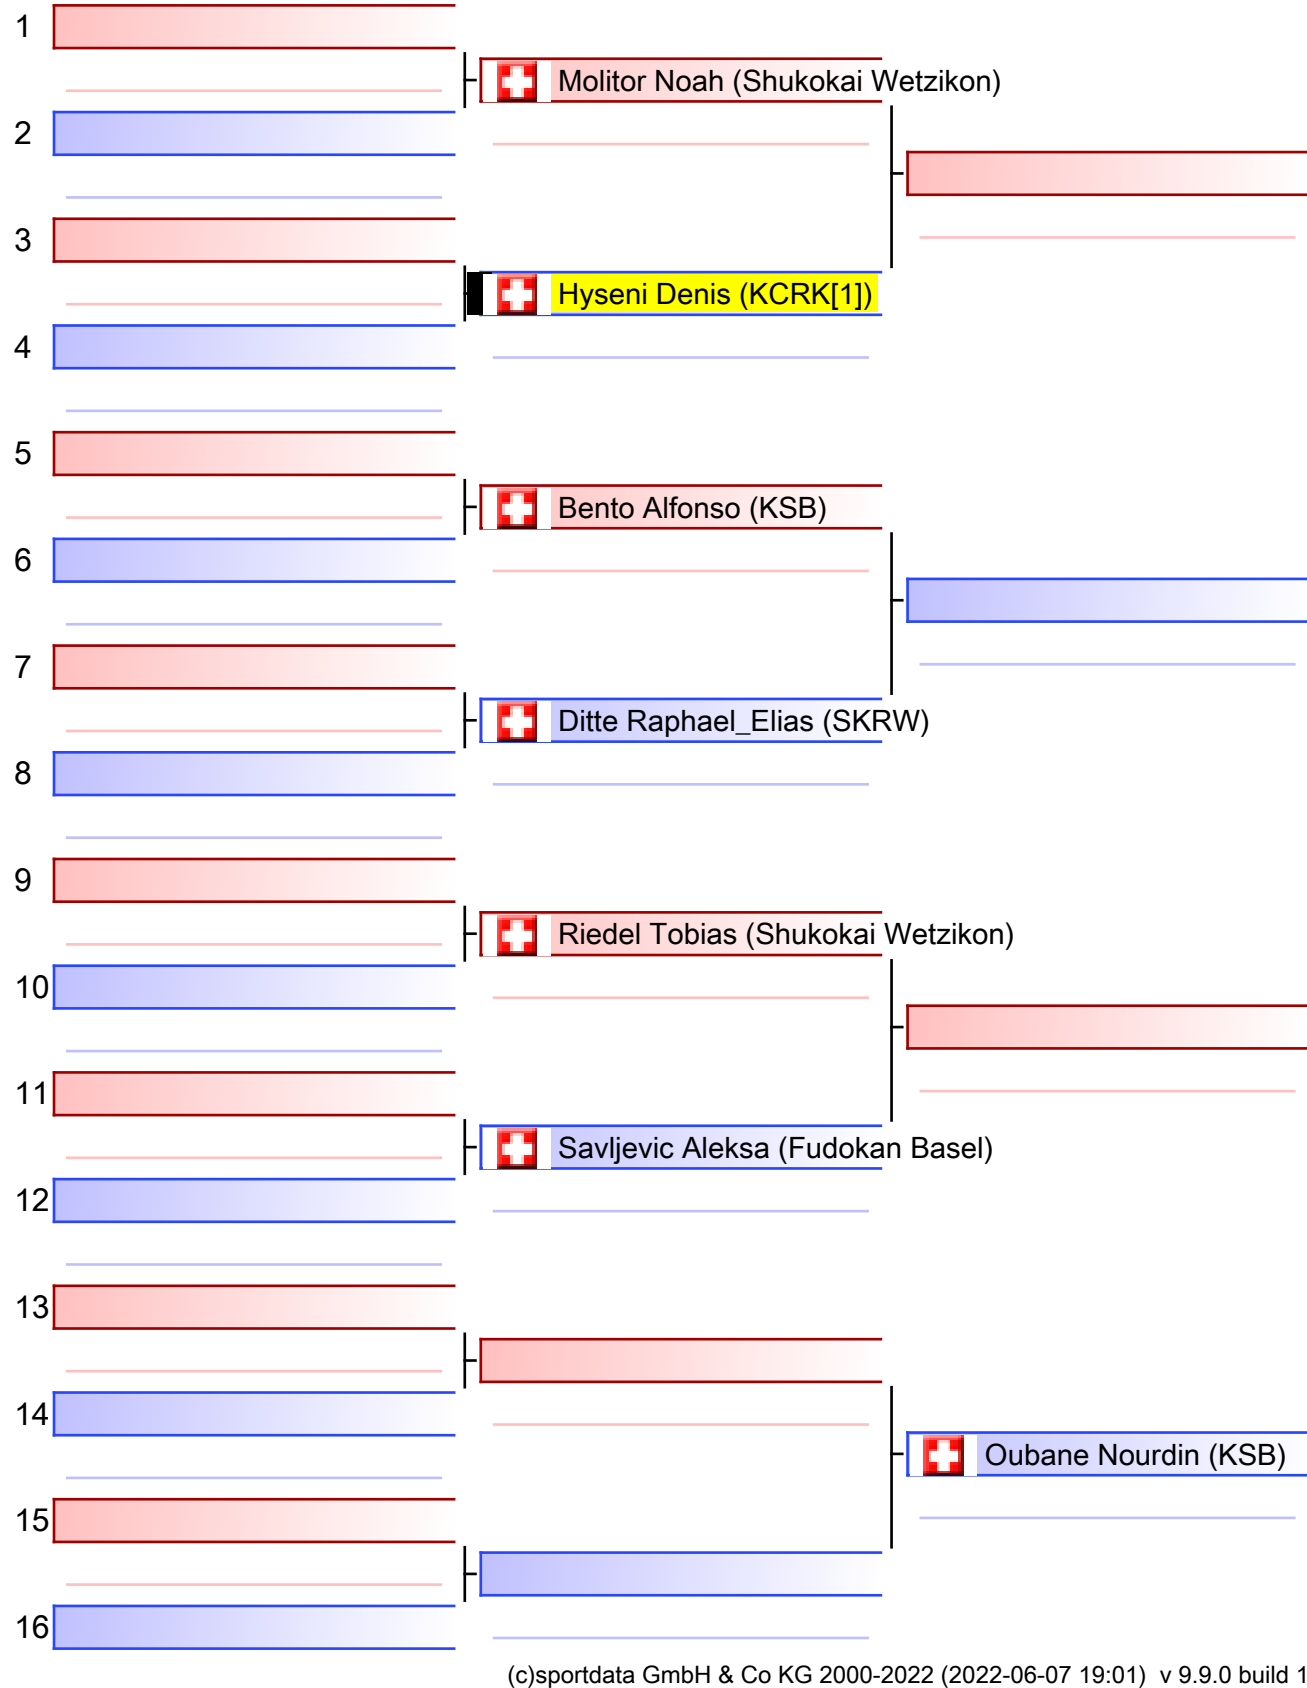 1
Molitor Noah (Shukokai Wetzikon)
2
3
Hyseni Denis (KCRK[1])
4
5
Bento Alfonso (KSB)
6
7
Ditte Raphael_Elias (SKRW)
8
9
Riedel Tobias (Shukokai Wetzikon)
10
11
Savljevic Aleksa (Fudokan Basel)
12
13
14
Oubane Nourdin (KSB)
15
16
(c)sportdata GmbH & Co KG 2000-2022 (2022-06-07 19:01) v 9.9.0 build 1